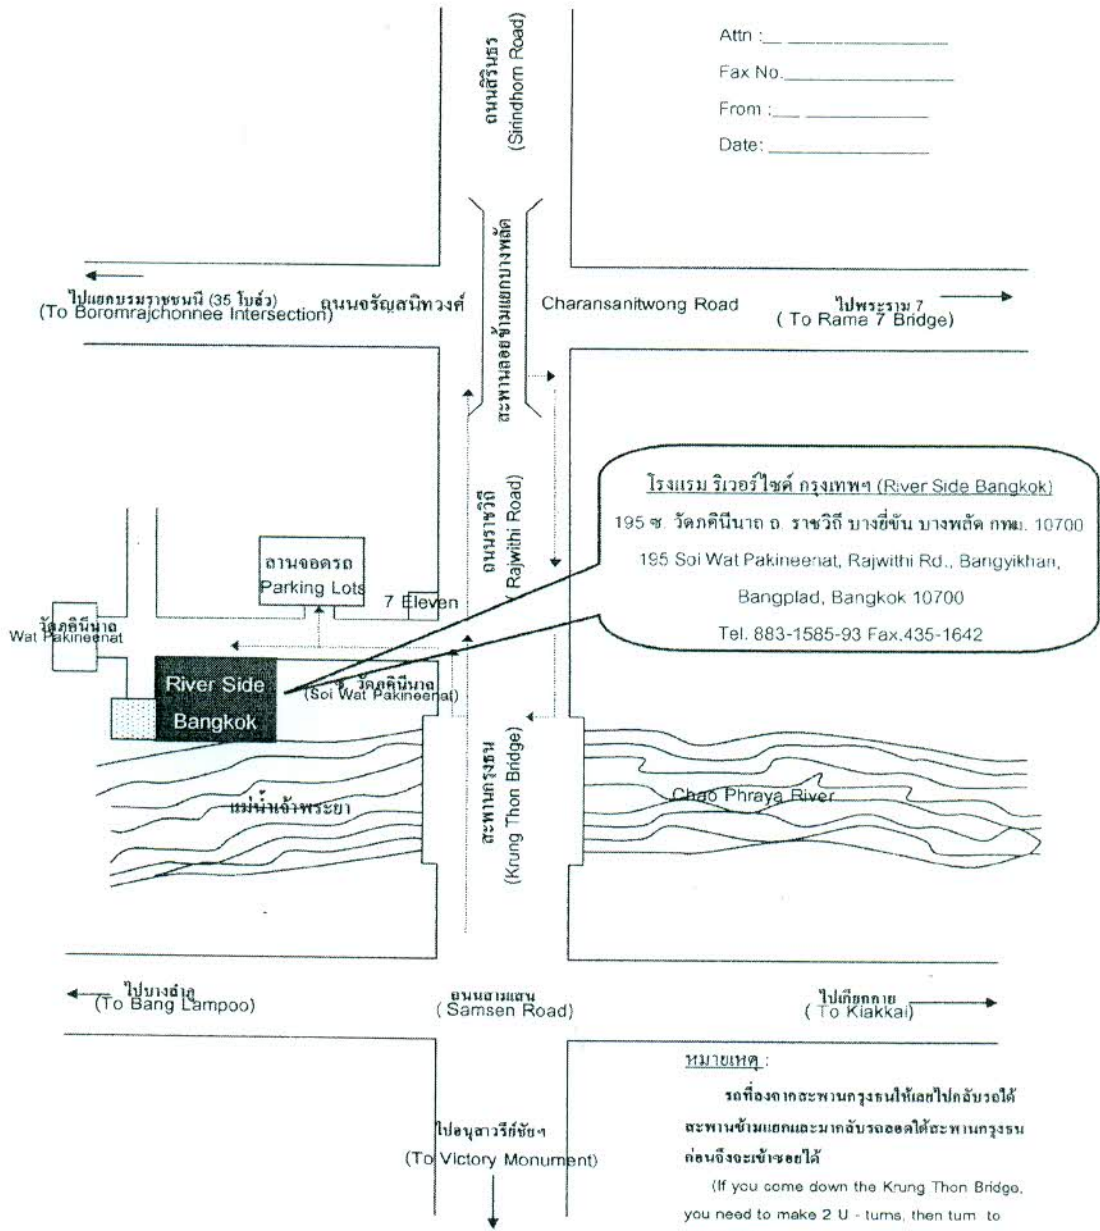 Attn :
Fax No.
From :
Date:
ถนนสิรินธร
(Sirindhorn Road)
สะพานลอยข้ามแยกบางพลัด
ไปแยกบรมราชชนนี (35 โบล์ว)
(To Boromrajchonnee Intersection)
ถนนจรัญสนิทวงศ์
Charansanitwong Road
ไปพระราม 7
( To Rama 7 Bridge)
ถนนราชวิถี
( Rajwithi Road)
โรงแรม ริเวอร์ไซค์ กรุงเทพฯ (River Side Bangkok)
195 ซ. วัดภคินีนาถ ถ. ราชวิถี บางยี่ขัน บางพลัด กทม. 10700
195 Soi Wat Pakineenat, Rajwithi Rd., Bangyikhan,
Bangplad, Bangkok 10700
Tel. 883-1585-93 Fax.435-1642
ลานจอดรถ
Parking Lots
7 Eleven
วัดภคินีนาถ
Wat Pakineenat
River Side
Bangkok
ซ. วัดภคินีนาถ
(Soi Wat Pakineenat)
สะพานกรุงธน
(Krung Thon Bridge)
แม่น้ำเจ้าพระยา
Chao Phraya River
ไปบางลำภู
(To Bang Lampoo)
ถนนสามเสน
( Samsen Road)
ไปเกียกกาย
( To Kiakkai)
ไปอนุสาวรีย์ชัยฯ
(To Victory Monument)
หมายเหตุ :
รถที่ลงจากสะพานกรุงธนให้เลยไปกลับรถใต้
สะพานข้ามแยกและมากลับรถลอดใต้สะพานกรุงธน
ก่อนจึงจะเข้าซอยได้
(If you come down the Krung Thon Bridge,
you need to make 2 U - turns, then turn to